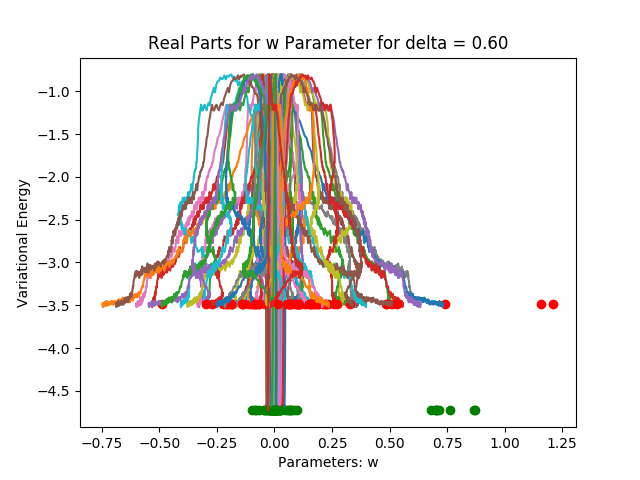 Real Parts for w Parameter for delta = 0.60
Variational Energy
−1.0
−1.5
−2.0
−2.5
−3.0
−3.5
−4.0
−4.5
−0.75 −0.50 −0.25 0.00 0.25 0.50 0.75 1.00 1.25
Parameters: w